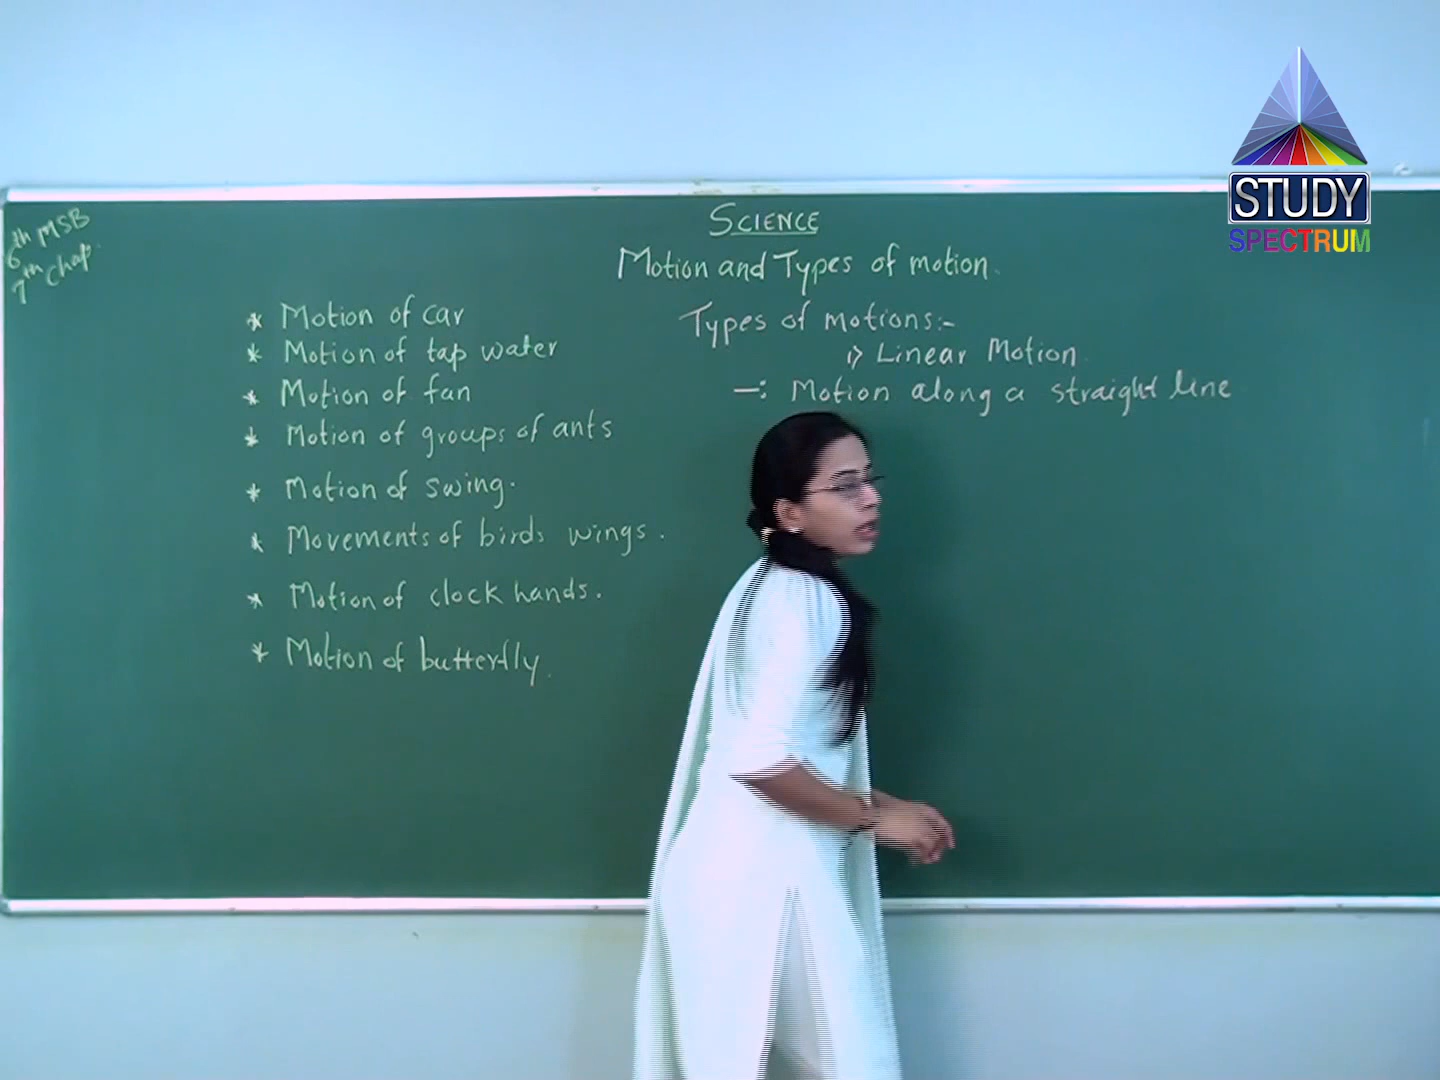 STUDY
SPECTRUM
6th MSB
7th Chap.
SCIENCE
Motion and Types of motion.
* Motion of car
* Motion of tap water
* Motion of fan
* Motion of groups of ants
* Motion of swing.
* Movements of birds wings.
* Motion of clock hands.
* Motion of butterfly.
Types of motions:-
1) Linear Motion
-: Motion along a straight line